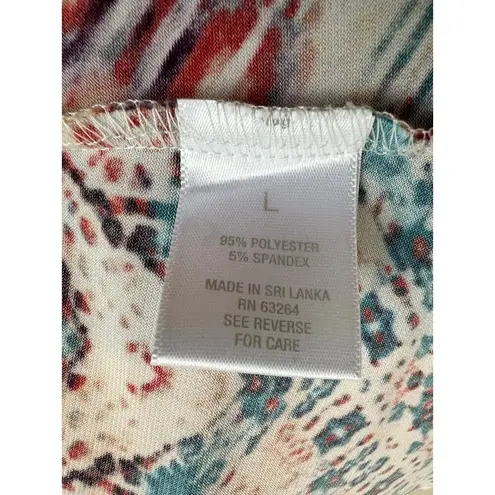 L
95% POLYESTER
5% SPANDEX
MADE IN SRI LANKA
RN 63264
SEE REVERSE
FOR CARE